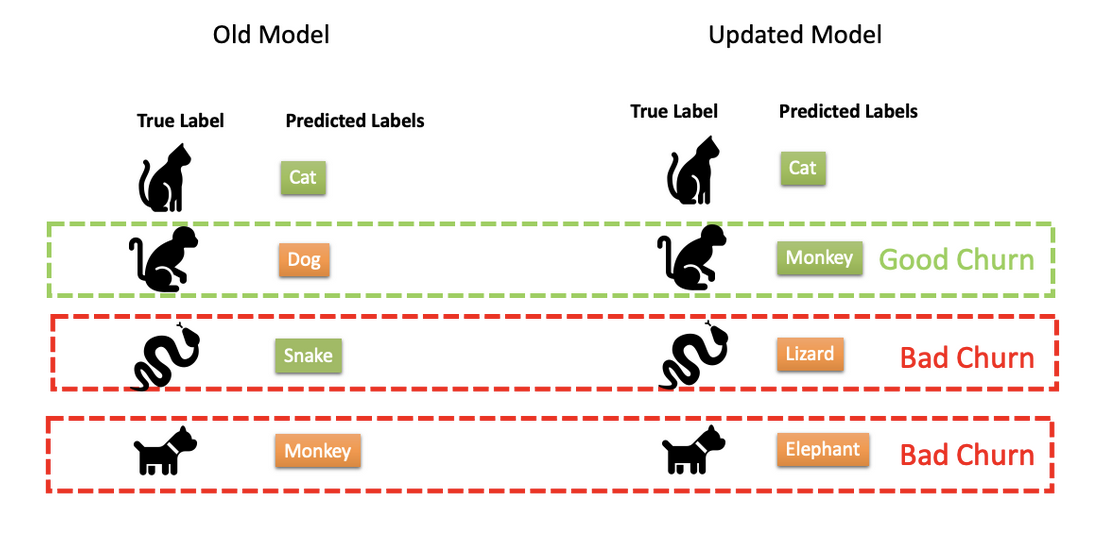 Old Model
Updated Model
True Label
Predicted Labels
True Label
Predicted Labels
Cat
Cat
Dog
Monkey
Good Churn
Snake
Lizard
Bad Churn
Monkey
Elephant
Bad Churn